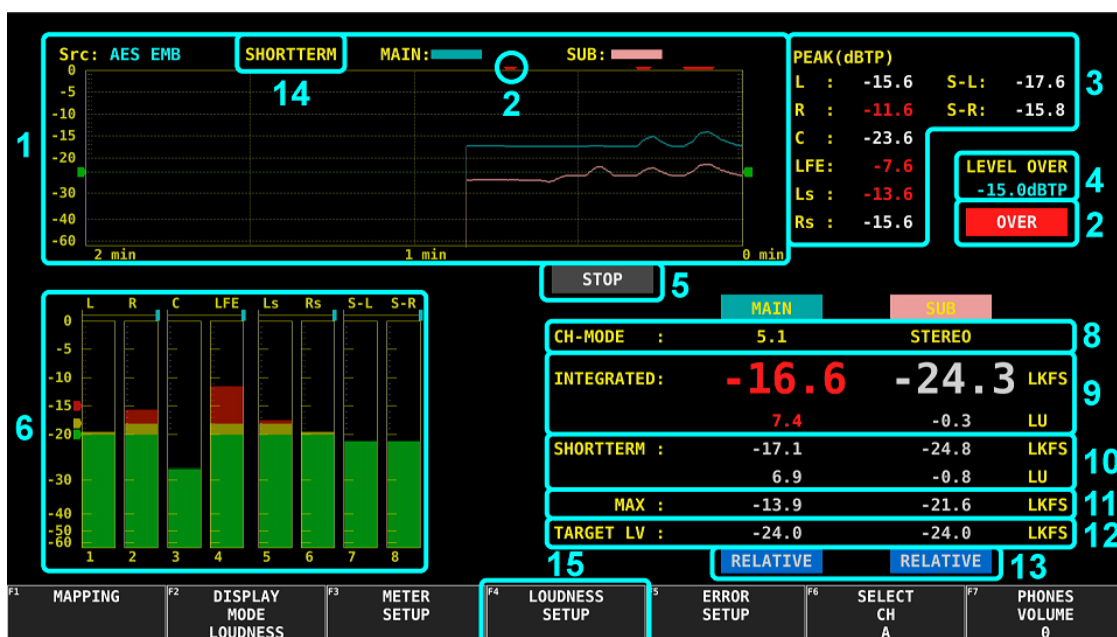 Src: AES EMB SHORTTERM MAIN: SUB:
14 2
0
-5
-10
-15
-20
-30
-40
-60
2 min 1 min 0 min
1
PEAK(dBTP)
L : -15.6 S-L: -17.6
R : -11.6 S-R: -15.8
C : -23.6
LFE: -7.6
Ls : -13.6
Rs : -15.6
3
LEVEL OVER
-15.0dBTP
4
OVER
2
STOP
5
L R C LFE Ls Rs S-L S-R
0
-5
-10
-15
-20
-30
-40
-50
-60
1 2 3 4 5 6 7 8
6
MAIN SUB
CH-MODE : 5.1 STEREO
8
INTEGRATED: -16.6 -24.3 LKFS
7.4 -0.3 LU
9
SHORTTERM : -17.1 -24.8 LKFS
6.9 -0.8 LU
10
MAX : -13.9 -21.6 LKFS
11
TARGET LV : -24.0 -24.0 LKFS
12
15 RELATIVE RELATIVE 13
F1 MAPPING
F2 DISPLAY
MODE
LOUDNESS
F3 METER
SETUP
F4 LOUDNESS
SETUP
F5 ERROR
SETUP
F6 SELECT
CH
A
F7 PHONES
VOLUME
0